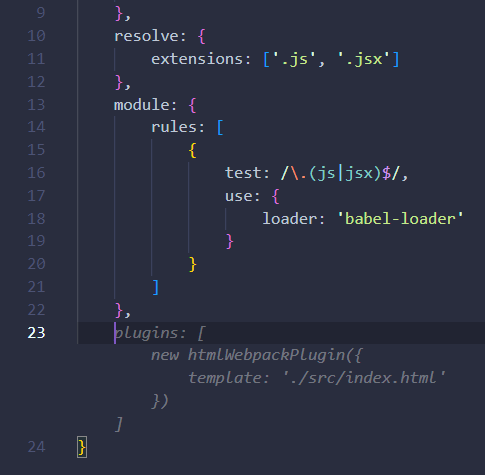 9 },
10 resolve: {
11 extensions: ['.js', '.jsx']
12 },
13 module: {
14 rules: [
15 {
16 test: /\.(js|jsx)$/,
17 use: {
18 loader: 'babel-loader'
19 }
20 }
21 ]
22 },
23 plugins: [
new htmlWebpackPlugin({
template: './src/index.html'
})
]
24 }